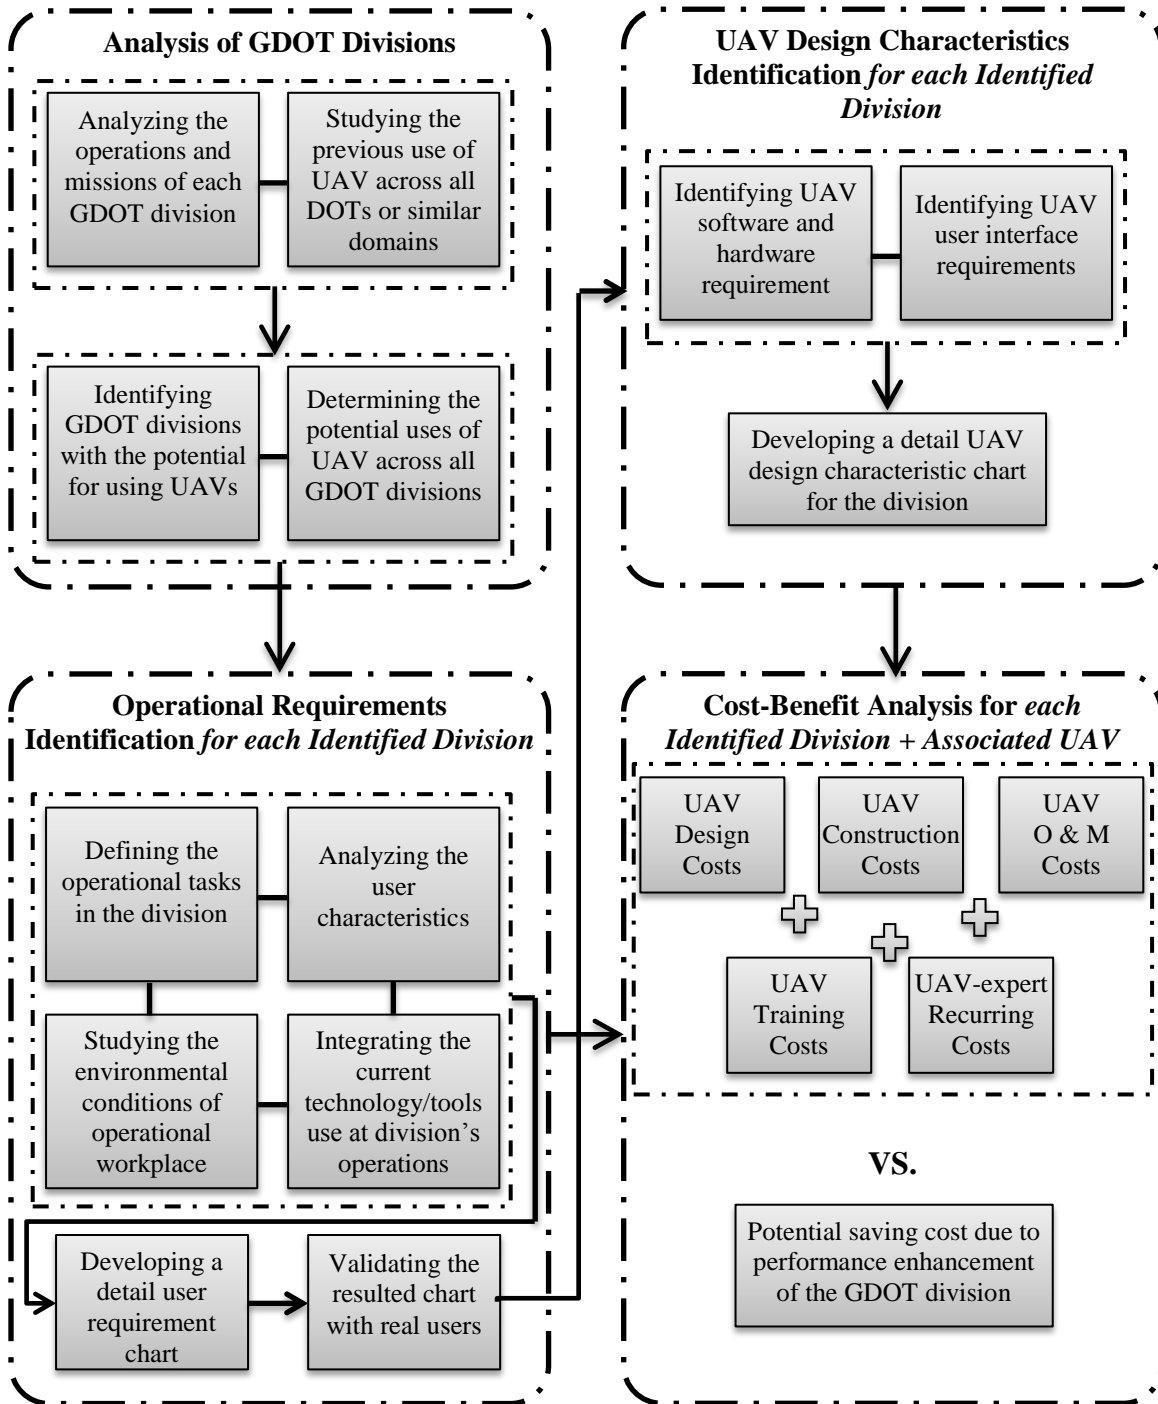 Analysis of GDOT Divisions
Analyzing the
operations and
missions of each
GDOT division
Studying the
previous use of
UAV across all
DOTs or similar
domains
Identifying
GDOT divisions
with the potential
for using UAVs
Determining the
potential uses of
UAV across all
GDOT divisions
Operational Requirements
Identification for each Identified Division
Defining the
operational tasks
in the division
Analyzing the
user
characteristics
Studying the
environmental
conditions of
operational
workplace
Integrating the
current
technology/tools
use at division’s
operations
Developing a
detail user
requirement
chart
Validating the
resulted chart
with real users
UAV Design Characteristics
Identification for each Identified
Division
Identifying UAV
software and
hardware
requirement
Identifying UAV
user interface
requirements
Developing a detail UAV
design characteristic chart
for the division
Cost-Benefit Analysis for each
Identified Division + Associated UAV
UAV
Design
Costs
UAV
Construction
Costs
UAV
O & M
Costs
UAV
Training
Costs
UAV-expert
Recurring
Costs
VS.
Potential saving cost due to
performance enhancement
of the GDOT division